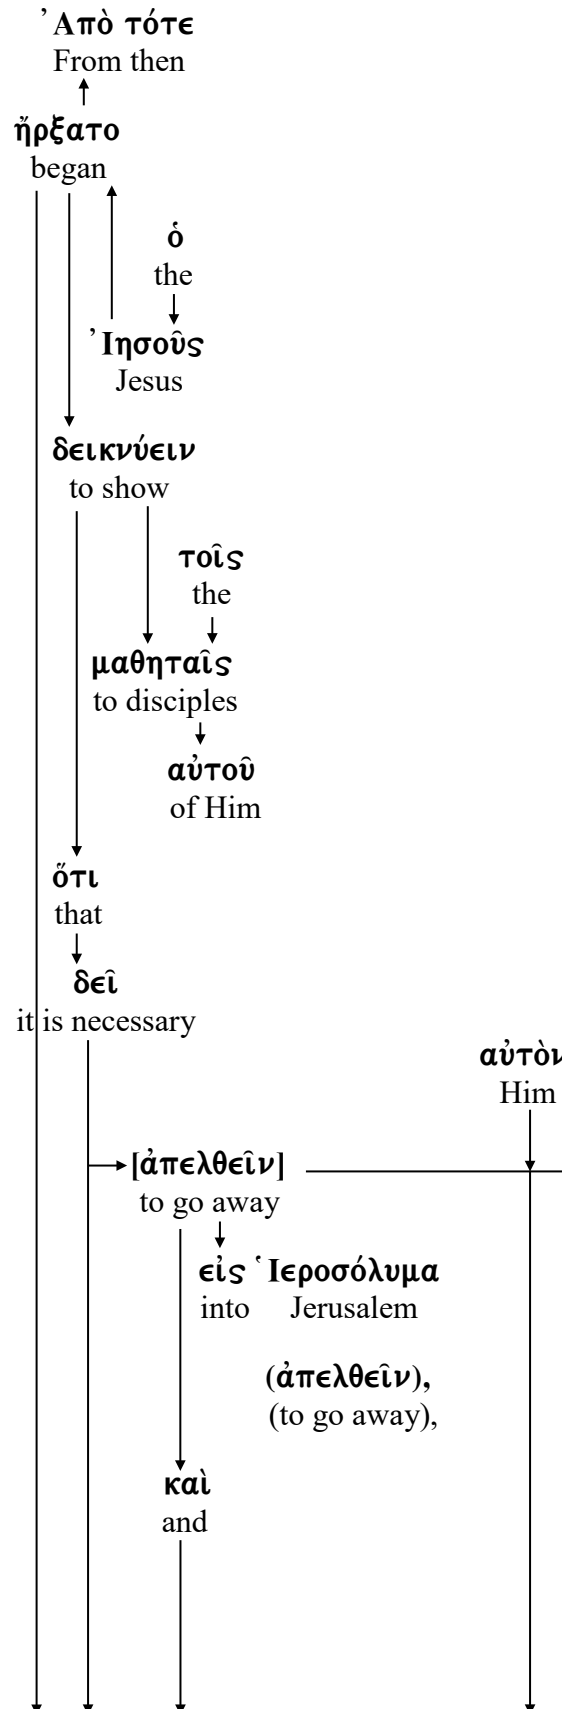 Ἀπὸ τότε
From then
ἤρξατο
began
ὁ
the
Ἰησοῦς
Jesus
δεικνύειν
to show
τοῖς
the
μαθηταῖς
to disciples
αὐτοῦ
of Him
ὅτι
that
δεῖ
it is necessary
αὐτὸν
Him
[ἀπελθεῖν]
to go away
εἰς Ἱεροσόλυμα
into Jerusalem
(ἀπελθεῖν),
(to go away),
καὶ
and